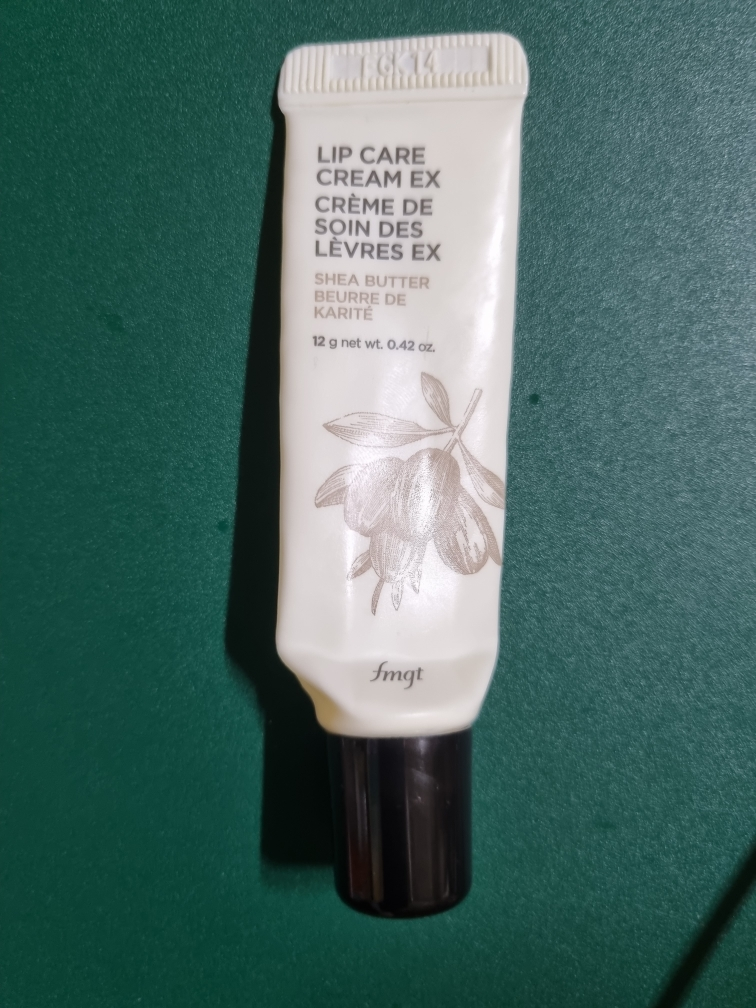 LIP CARE
CREAM EX
CRÈME DE
SOIN DES
LÈVRES EX
SHEA BUTTER
BEURRE DE
KARITÉ
12 g net wt. 0.42 oz.
fmgt